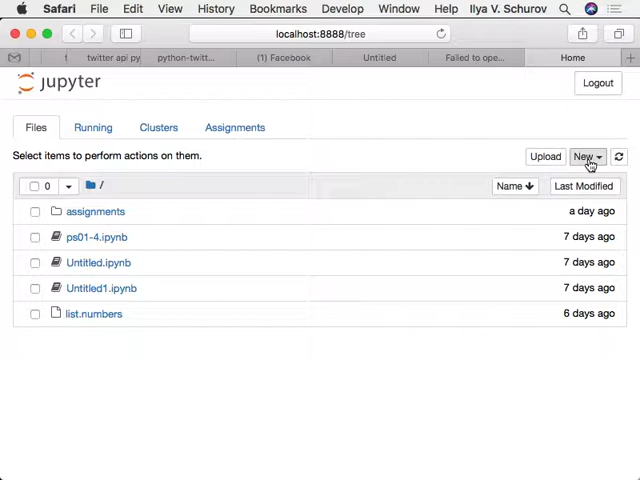 Safari File Edit View History Bookmarks Develop Window Help Ilya V. Schurov
localhost:8888/tree
t twitter api py python-twitt... (1) Facebook Untitled Failed to ope... Home +
jupyter Logout
Files Running Clusters Assignments
Select items to perform actions on them. Upload New
0 / Name Last Modified
assignments a day ago
ps01-4.ipynb 7 days ago
Untitled.ipynb 7 days ago
Untitled1.ipynb 7 days ago
list.numbers 6 days ago